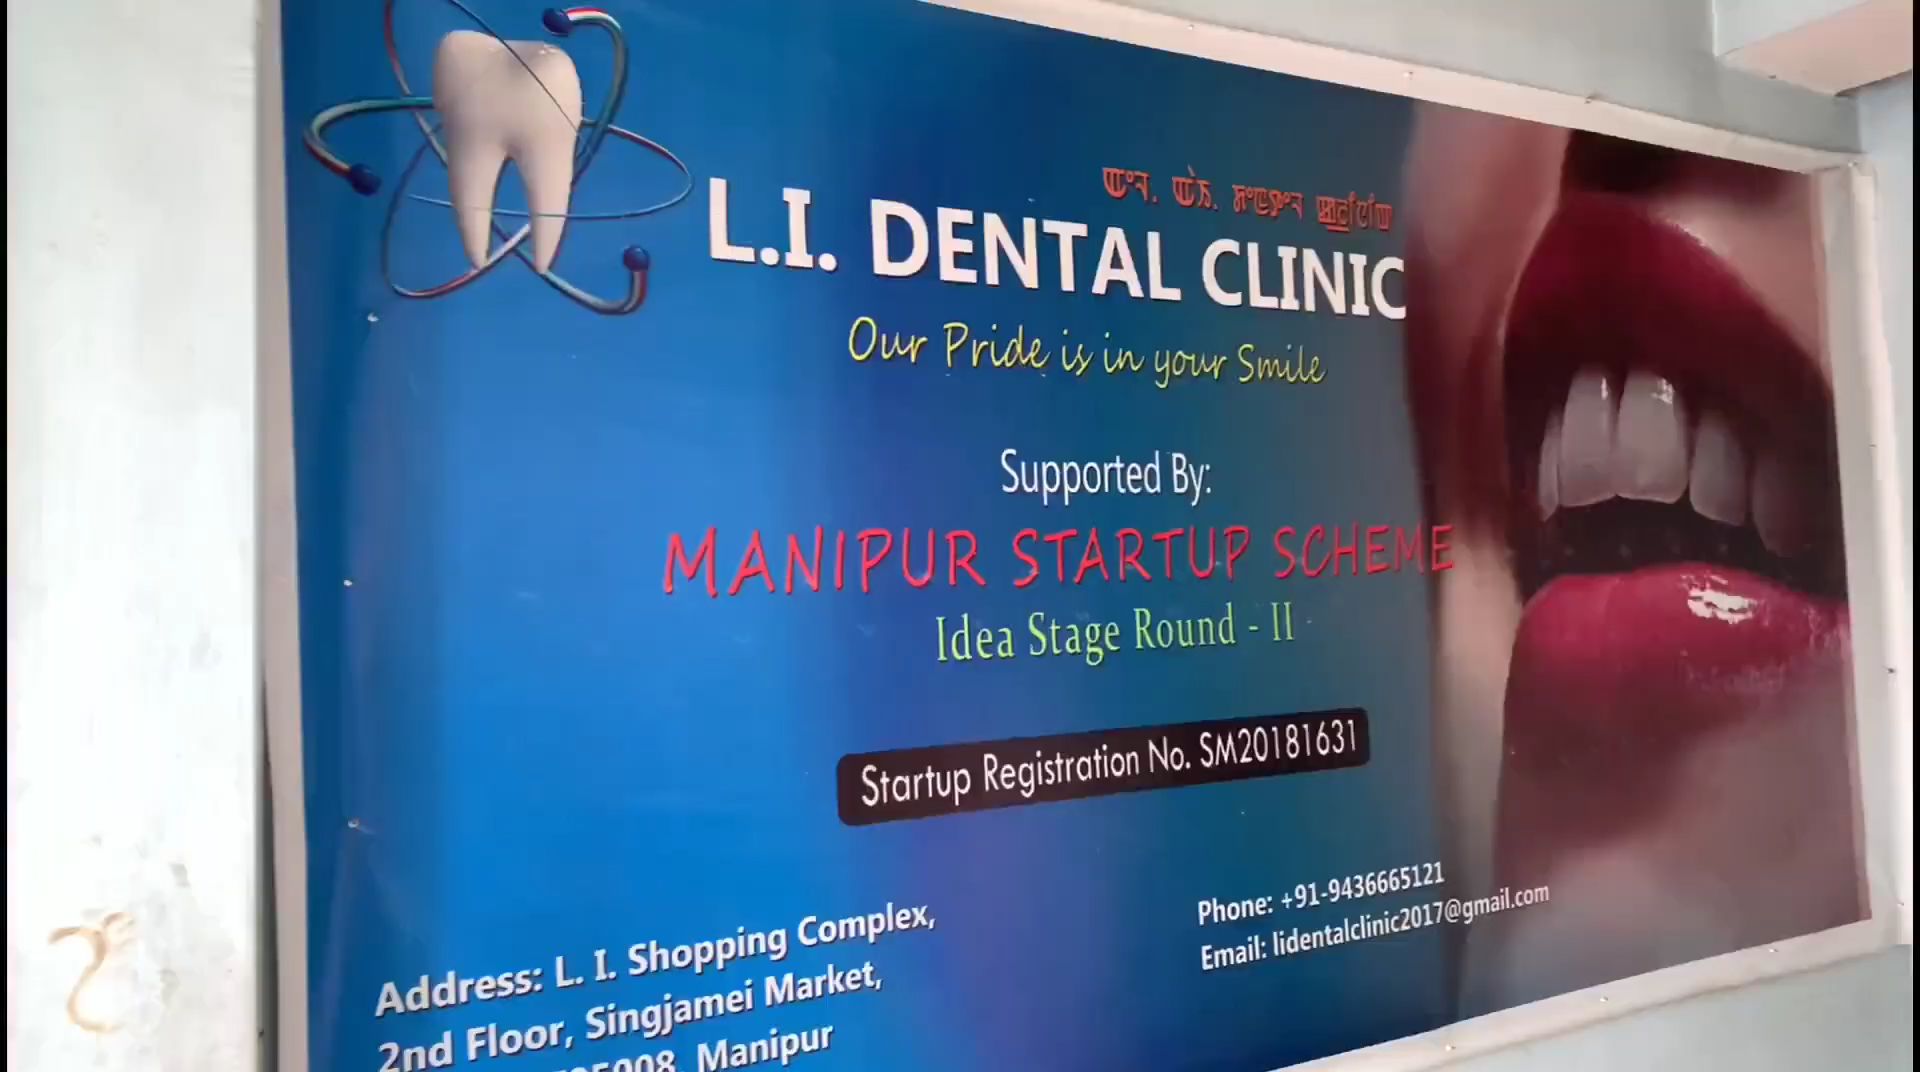 ꯑꯦꯜ. ꯑꯥꯏ. ꯗꯦꯟꯇꯦꯜ ꯀ꯭ꯂꯤꯅꯤꯛ
L.I. DENTAL CLINIC
Our Pride is in your Smile
Supported By:
MANIPUR STARTUP SCHEME
Idea Stage Round - II
Startup Registration No. SM20181631
Address: L. I. Shopping Complex,
2nd Floor, Singjamei Market,
Manipur
Phone: +91-9436665121
Email: lidentalclinic2017@gmail.com